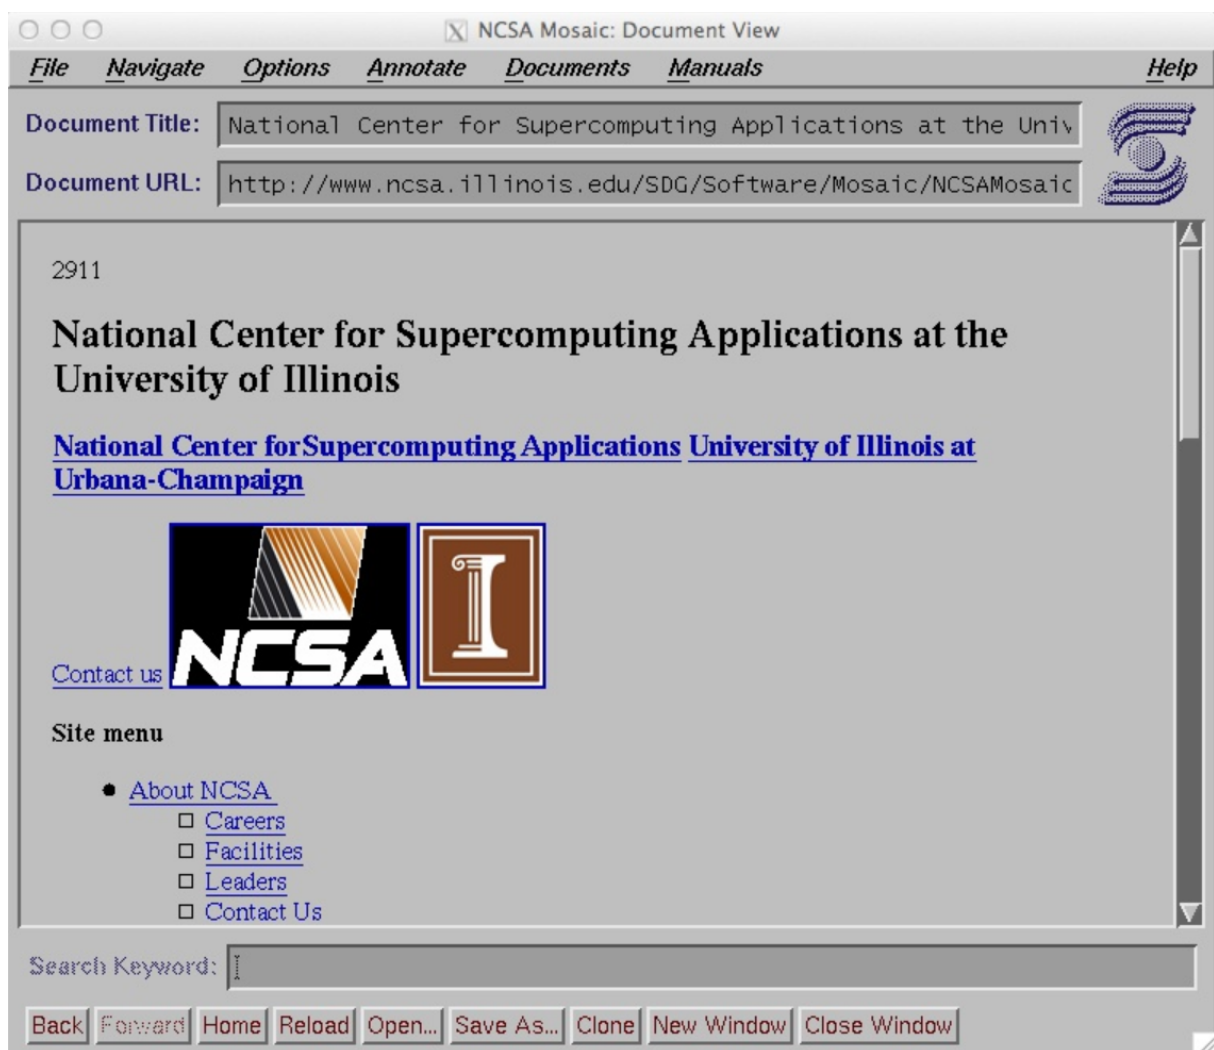 NCSA Mosaic: Document View
File Navigate Options Annotate Documents Manuals Help
Document Title: National Center for Supercomputing Applications at the Univ
Document URL: http://www.ncsa.illinois.edu/SDG/Software/Mosaic/NCSAMosaic
2911
National Center for Supercomputing Applications at the
University of Illinois
National Center for Supercomputing Applications University of Illinois at
Urbana-Champaign
NCSA
I
Contact us
Site menu
About NCSA
Careers
Facilities
Leaders
Contact Us
Search Keyword:
Back Forward Home Reload Open... Save As... Clone New Window Close Window